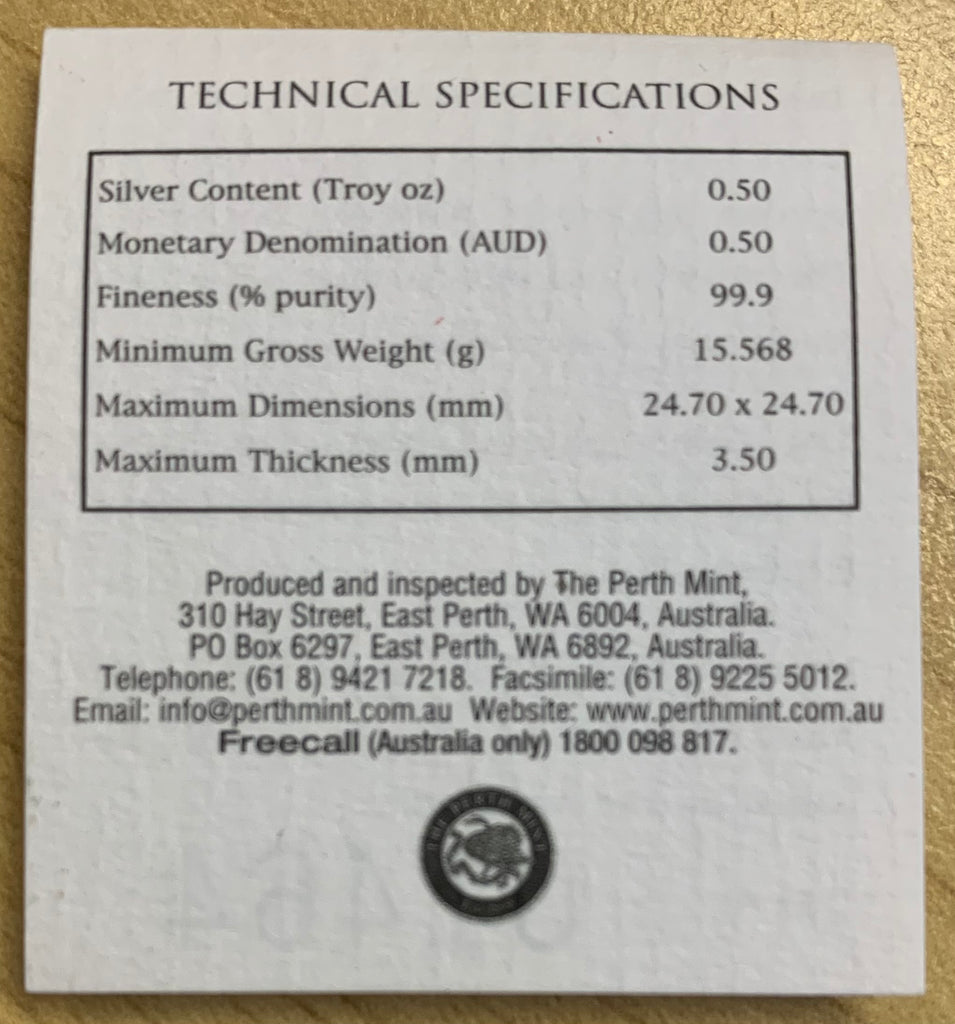 TECHNICAL SPECIFICATIONS
Silver Content (Troy oz) 0.50
Monetary Denomination (AUD) 0.50
Fineness (% purity) 99.9
Minimum Gross Weight (g) 15.568
Maximum Dimensions (mm) 24.70 x 24.70
Maximum Thickness (mm) 3.50
Produced and inspected by The Perth Mint,
310 Hay Street, East Perth, WA 6004, Australia.
PO Box 6297, East Perth, WA 6892, Australia.
Telephone: (61 8) 9421 7218. Facsimile: (61 8) 9225 5012.
Email: info@perthmint.com.au Website: www.perthmint.com.au
Freecall (Australia only) 1800 098 817.
THE PERTH MINT